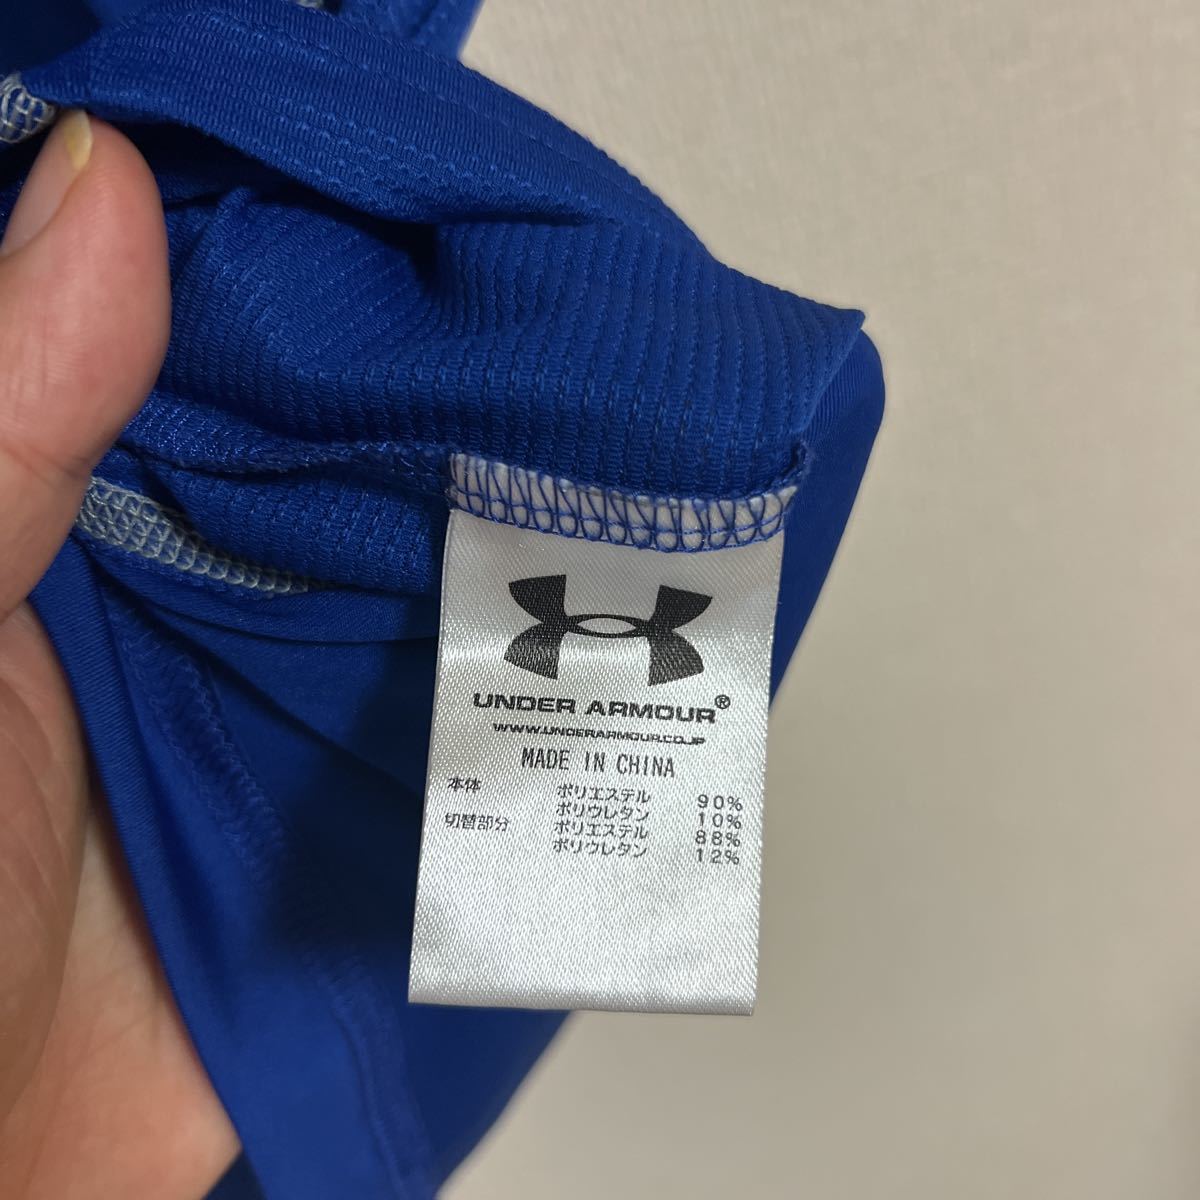 UNDER ARMOUR®
WWW.UNDERARMOUR.CO.JP
MADE IN CHINA
本体 ポリエステル 90%
ポリウレタン 10%
切替部分 ポリエステル 88%
ポリウレタン 12%